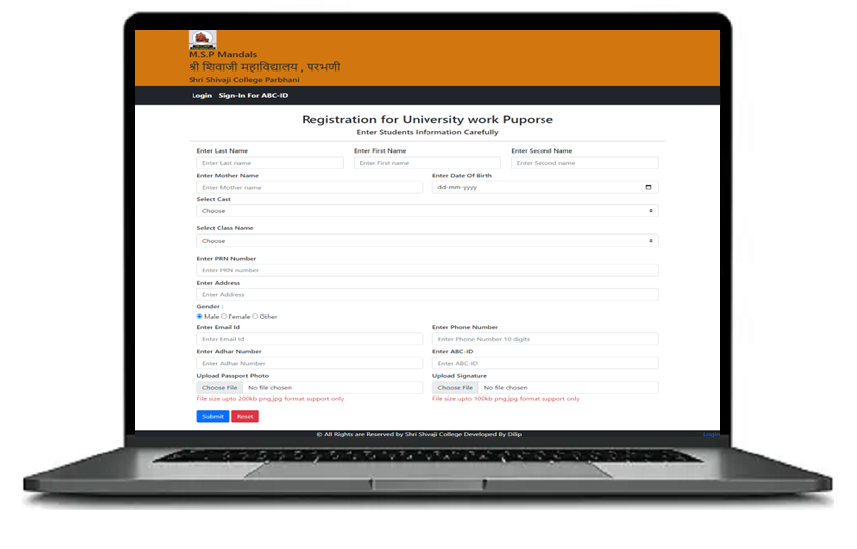 M.S.P Mandals
श्री शिवाजी महाविद्यालय , परभणी
Shri Shivaji College Parbhani
Login Sign-In For ABC-ID
Registration for University work Puporse
Enter Students Information Carefully
Enter Last Name Enter First Name Enter Second Name
Enter Last name Enter First name Enter Second name
Enter Mother Name Enter Date Of Birth
Enter Mother name dd-mm-yyyy
Select Cast
Choose
Select Class Name
Choose
Enter PRN Number
Enter PRN number
Enter Address
Enter Address
Gender :
Male Female Other
Enter Email Id Enter Phone Number
Enter Email Id Enter Phone Number 10 digits
Enter Adhar Number Enter ABC-ID
Enter Adhar Number Enter ABC-ID
Upload Passport Photo Upload Signature
Choose File No file chosen Choose File No file chosen
File size upto 200kb png,jpg format support only File size upto 100kb png,jpg format support only
Submit Reset
© All Rights are Reserved by Shri Shivaji College Developed By Dilip Login